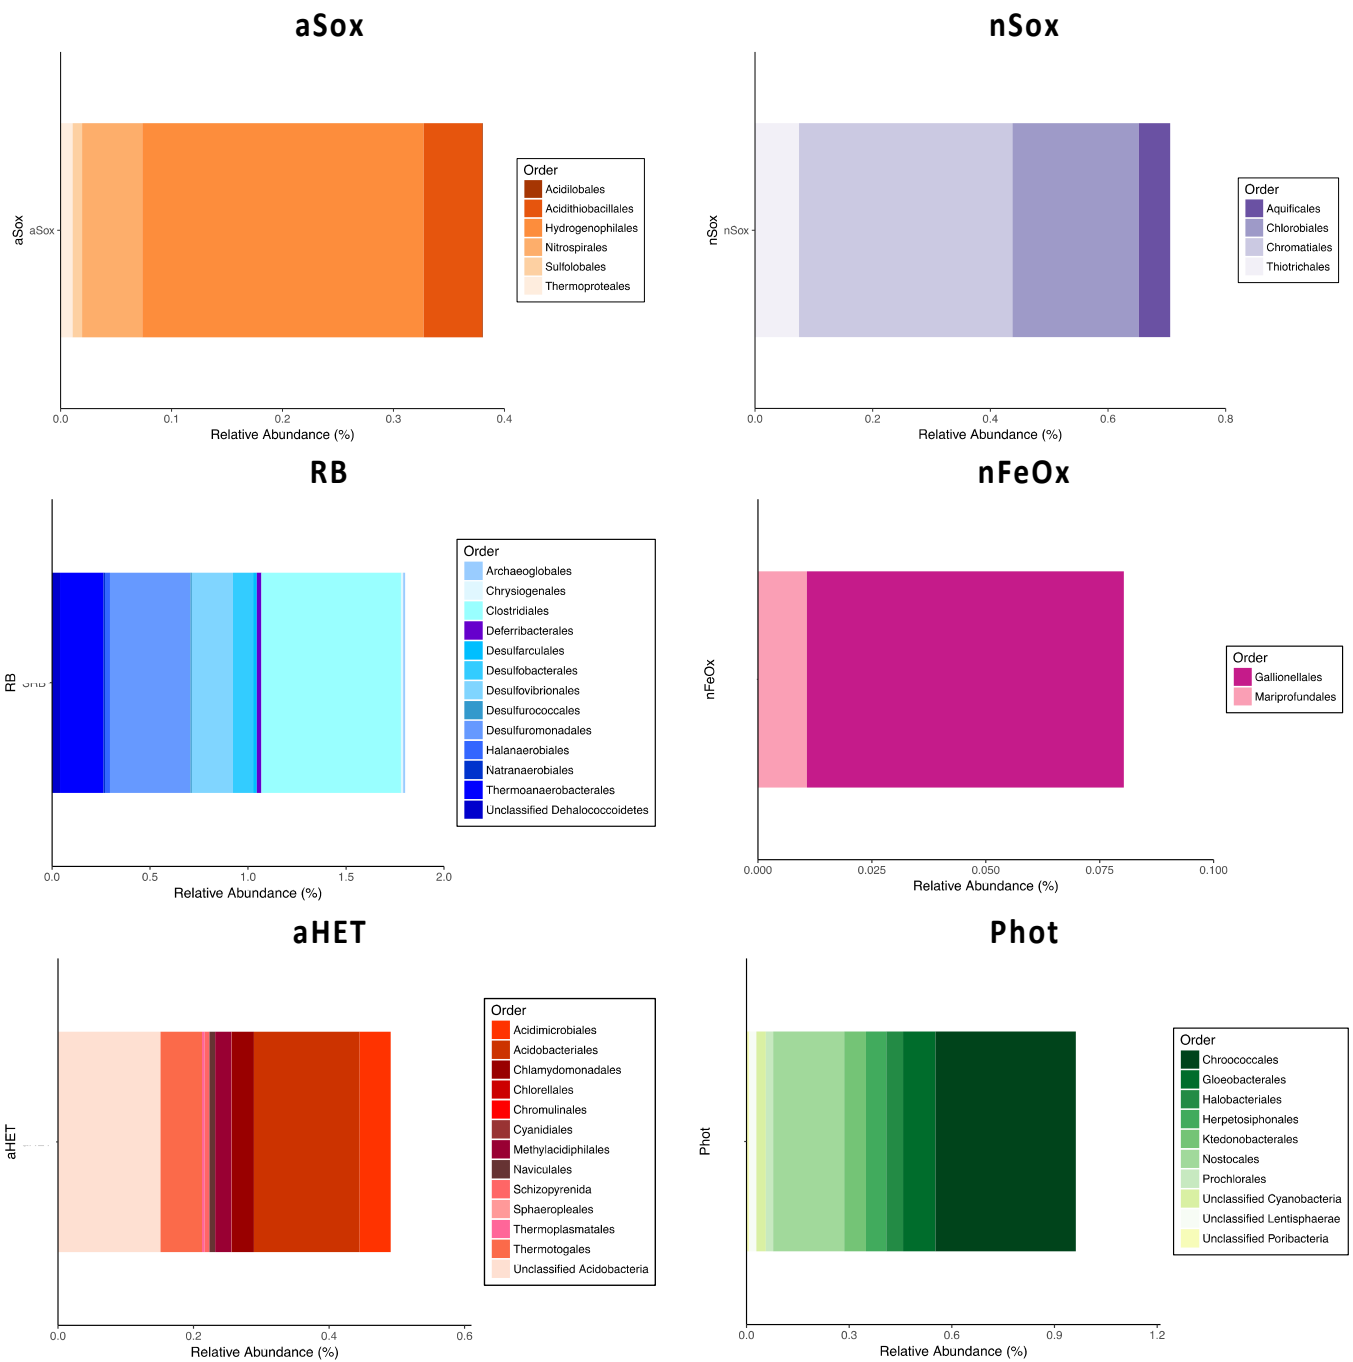 aSox
aSox
aSox
Order
Acidilobales
Acidithiobacillales
Hydrogenophilales
Nitrospirales
Sulfolobales
Thermoproteales
0.0 0.1 0.2 0.3 0.4
Relative Abundance (%)
nSox
nSox
nSox
Order
Aquificales
Chlorobiales
Chromatiales
Thiotrichales
0.0 0.2 0.4 0.6 0.8
Relative Abundance (%)
RB
RB
Order
Archaeoglobales
Chrysiogenales
Clostridiales
Deferribacterales
Desulfarculales
Desulfobacterales
Desulfovibrionales
Desulfurococcales
Desulfuromonadales
Halanaerobiales
Natranaerobiales
Thermoanaerobacterales
Unclassified Dehalococcoidetes
0.0 0.5 1.0 1.5 2.0
Relative Abundance (%)
nFeOx
nFeOx
Order
Gallionellales
Mariprofundales
0.000 0.025 0.050 0.075 0.100
Relative Abundance (%)
aHET
aHET
Order
Acidimicrobiales
Acidobacteriales
Chlamydomonadales
Chlorellales
Chromulinales
Cyanidiales
Methylacidiphilales
Naviculales
Schizopyrenida
Sphaeropleales
Thermoplasmatales
Thermotogales
Unclassified Acidobacteria
0.0 0.2 0.4 0.6
Relative Abundance (%)
Phot
Phot
Order
Chroococcales
Gloeobacterales
Halobacteriales
Herpetosiphonales
Ktedonobacterales
Nostocales
Prochlorales
Unclassified Cyanobacteria
Unclassified Lentisphaerae
Unclassified Poribacteria
0.0 0.3 0.6 0.9 1.2
Relative Abundance (%)